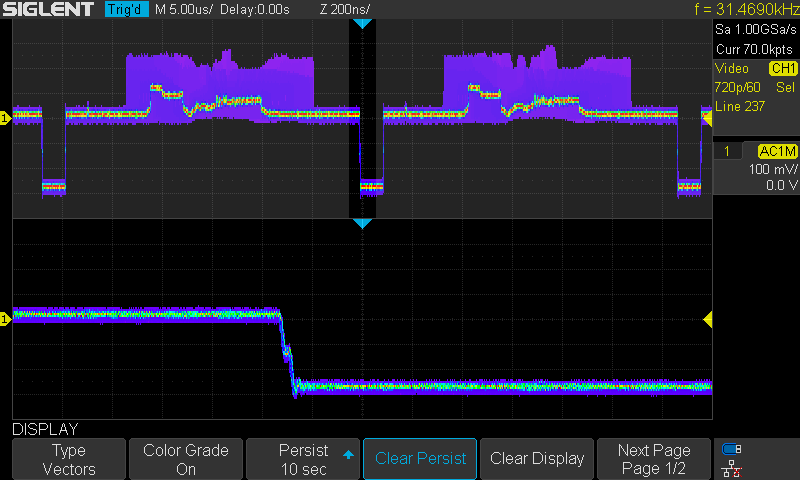 SIGLENT Trig'd M 5.00us/ Delay:0.00s Z 200ns/ f = 31.4690kHz
Sa 1.00GSa/s
Curr 70.0kpts
Video CH1
720p/60 Sel
Line 237
1 AC1M
100 mV/
0.0 V
1
1
DISPLAY
Type
Vectors
Color Grade
On
Persist
10 sec
Clear Persist
Clear Display
Next Page
Page 1/2